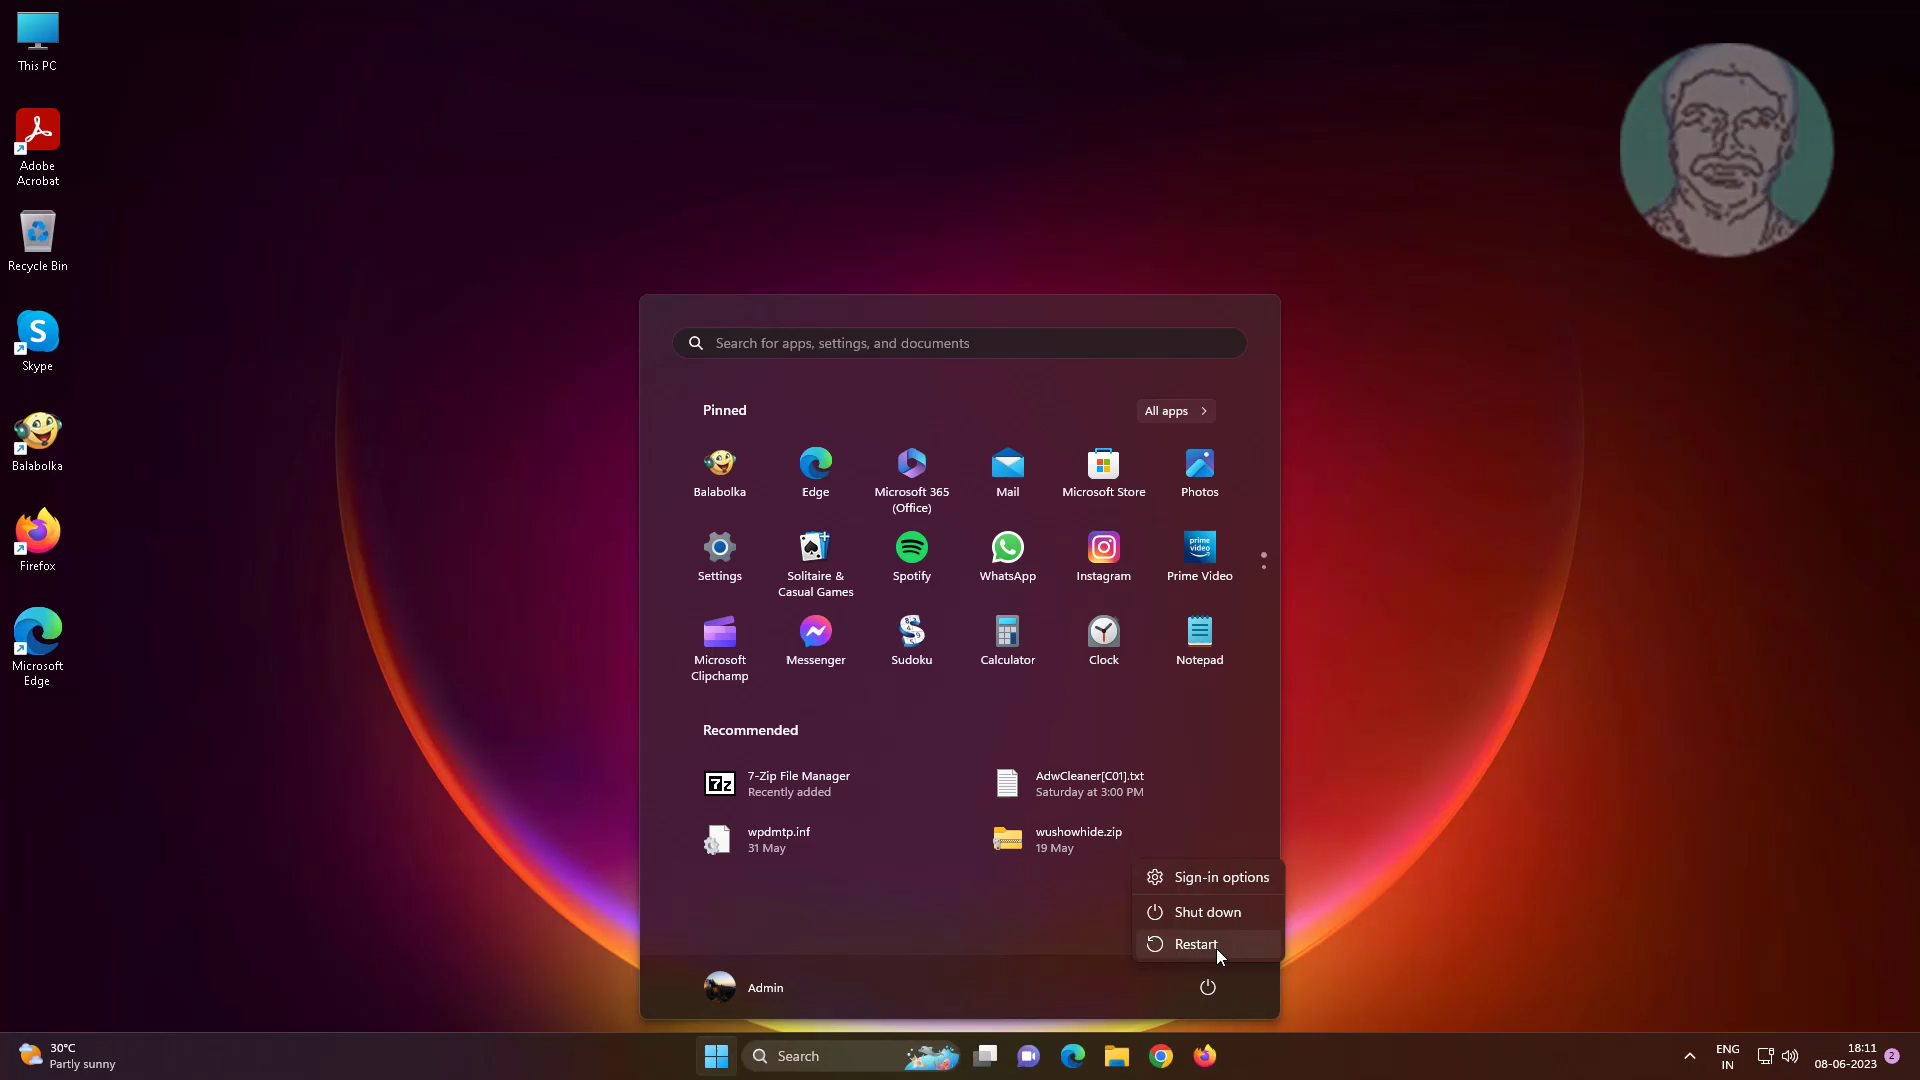 This PC
Adobe
Acrobat
Recycle Bin
Skype
Balabolka
Firefox
Microsoft
Edge
Search for apps, settings, and documents
Pinned
All apps
Balabolka
Edge
Microsoft 365
(Office)
Mail
Microsoft Store
Photos
Settings
Solitaire &
Casual Games
Spotify
WhatsApp
Instagram
prime
video
Prime Video
Microsoft
Clipchamp
Messenger
Sudoku
Calculator
Clock
Notepad
Recommended
7z
7-Zip File Manager
Recently added
AdwCleaner[C01].txt
Saturday at 3:00 PM
wpdmtp.inf
31 May
wushowhide.zip
19 May
Sign-in options
Shut down
Restart
Admin
30°C
Partly sunny
Search
ENG
IN
18:11
08-06-2023
2